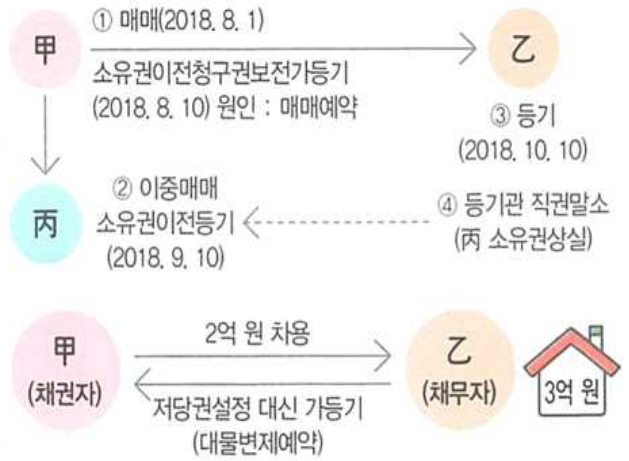 ① 매매(2018. 8. 1)
甲
乙
소유권이전청구권보전가등기
(2018. 8. 10) 원인 : 매매예약
③ 등기
(2018. 10. 10)
② 이중매매
丙
소유권이전등기
(2018. 9. 10)
④ 등기관 직권말소
(丙 소유권상실)
2억 원 차용
甲
(채권자)
乙
(채무자)
3억 원
저당권설정 대신 가등기
(대물변제예약)